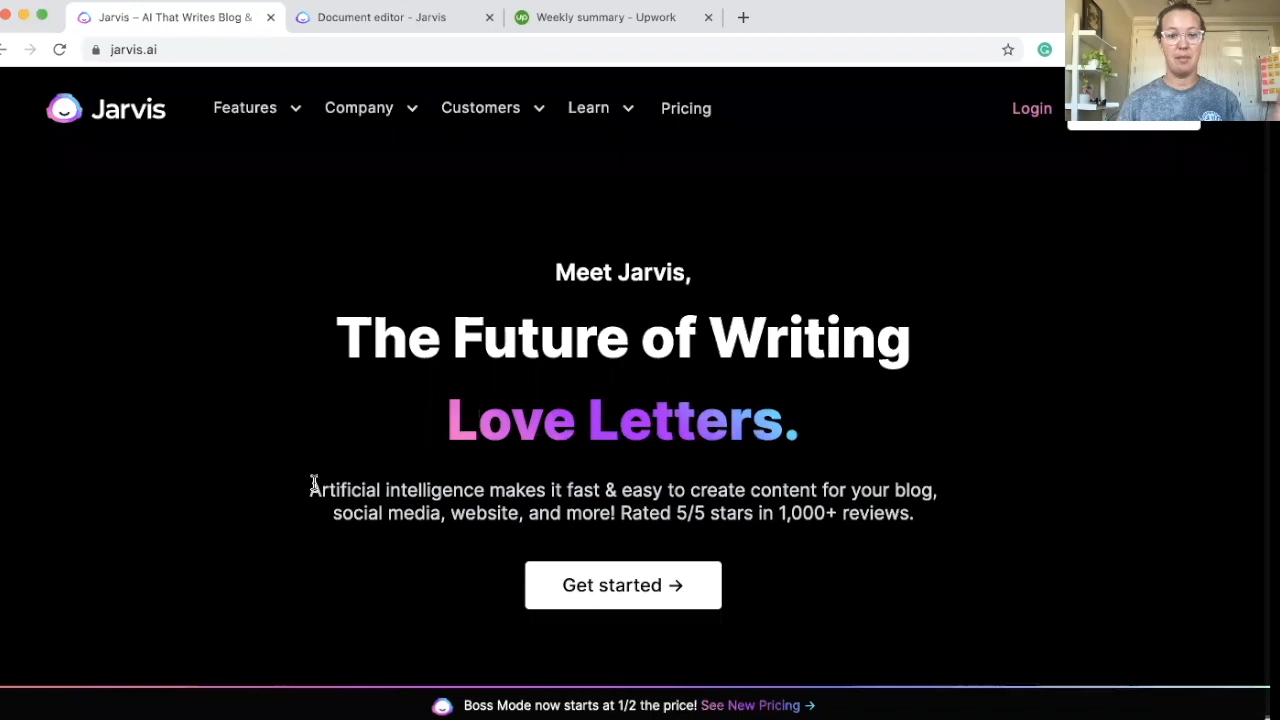 Jarvis – AI That Writes Blog &
Document editor - Jarvis
Weekly summary - Upwork
jarvis.ai
Jarvis
Features
Company
Customers
Learn
Pricing
Login
Meet Jarvis,
The Future of Writing
Love Letters.
Artificial intelligence makes it fast & easy to create content for your blog,
social media, website, and more! Rated 5/5 stars in 1,000+ reviews.
Get started →
Boss Mode now starts at 1/2 the price! See New Pricing →